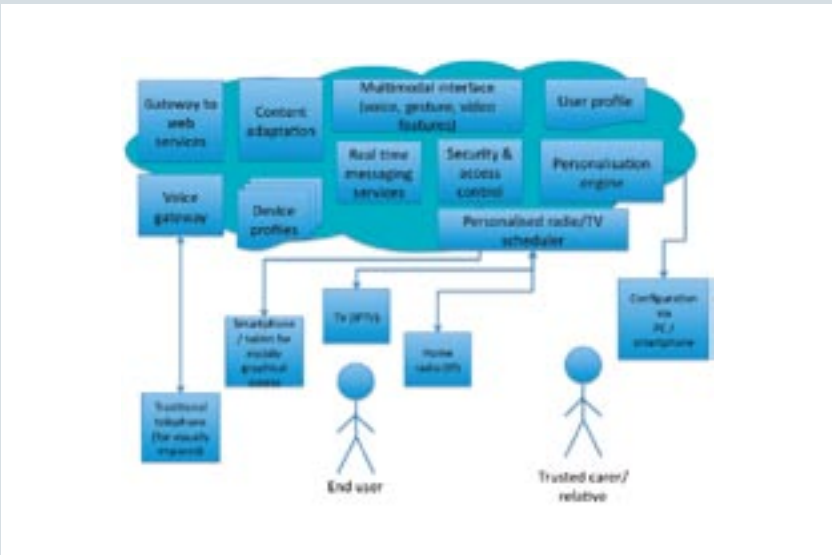 Gateway to
web
services
Content
adaptation
Multimodal interface
(voice, gesture, video
features)
User profile
Real time
messaging
services
Security &
access
control
Personalisation
engine
Voice
gateway
Device
profiles
Personalised radio/TV
scheduler
Configuration
via
PC/
smartphone
TV (IPTV)
Smartphone
/ tablet for
mobile
graphical
Home
radio (IP)
Traditional
telephone
(for visually
impaired)
End user
Trusted carer/
relative